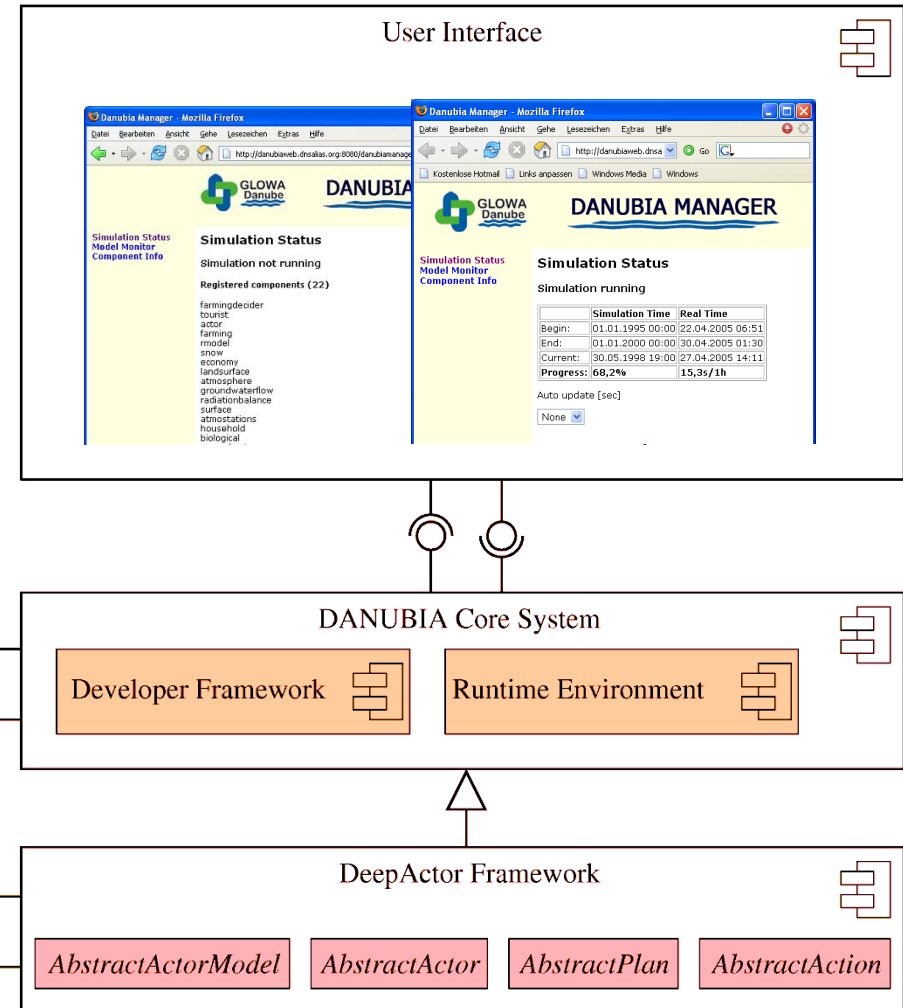 User Interface
Danubia Manager - Mozilla Firefox
Datei Bearbeiten Ansicht Gehe Lesezeichen Extras Hilfe
http://danubiaweb.dnsalias.org:8080/danubiamanage
GLOWA
Danube
DANUBIA
Simulation Status
Model Monitor
Component Info
Simulation Status
Simulation not running
Registered components (22)
farmingdecider
tourist
actor
farming
rmodel
snow
economy
landsurface
atmosphere
groundwaterflow
radiationbalance
surface
atmostations
household
biological
Danubia Manager - Mozilla Firefox
Datei Bearbeiten Ansicht Gehe Lesezeichen Extras Hilfe
http://danubiaweb.dnsa Go G
Kostenlose Hotmail Links anpassen Windows Media Windows
GLOWA
Danube
DANUBIA MANAGER
Simulation Status
Model Monitor
Component Info
Simulation Status
Simulation running
Simulation Time Real Time
Begin: 01.01.1995 00:00 22.04.2005 06:51
End: 01.01.2000 00:00 30.04.2005 01:30
Current: 30.05.1998 19:00 27.04.2005 14:11
Progress: 68,2% 15,3s/1h
Auto update [sec]
None
DANUBIA Core System
Developer Framework
Runtime Environment
DeepActor Framework
AbstractActorModel
AbstractActor
AbstractPlan
AbstractAction